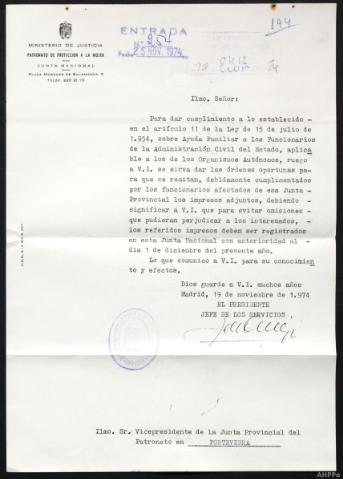 194
ENTRADA
Nº 254
Fecha 25 NOV. 1974
MINISTERIO DE JUSTICIA
PATRONATO DE PROTECCION A LA MUJER
JUNTA NACIONAL
Ilmo. Señor:
Para dar cumplimiento a lo establecido -
en el artículo 11 de la Ley de 15 de julio de
1.954, sobre Ayuda Familiar a los Funcionarios
de la Administración Civil del Estado, aplica
ble a los de los Organismos Autónomos, ruego
a V.I. se sirva dar las órdenes oportunas para
que se remitan, debidamente cumplimentados
por los funcionarios afectados de esa Junta -
Provincial los impresos adjuntos, debiendo -
significar a V.I. que para evitar omisiones -
que pudieran perjudicar a los interesados, -
los referidos impresos deben ser registrados
en esta Junta Nacional con anterioridad al -
día 1 de diciembre del presente año.
Lo que comunico a V.I. para su conocimien
to y efectos.
Dios guarde a V.I. muchos años
Madrid, 19 de noviembre de 1.974
EL PRESIDENTE
JEFE DE LOS SERVICIOS,
Ilmo. Sr. Vicepresidente de la Junta Provincial del
Patronato en PONTEVEDRA
AHPPo